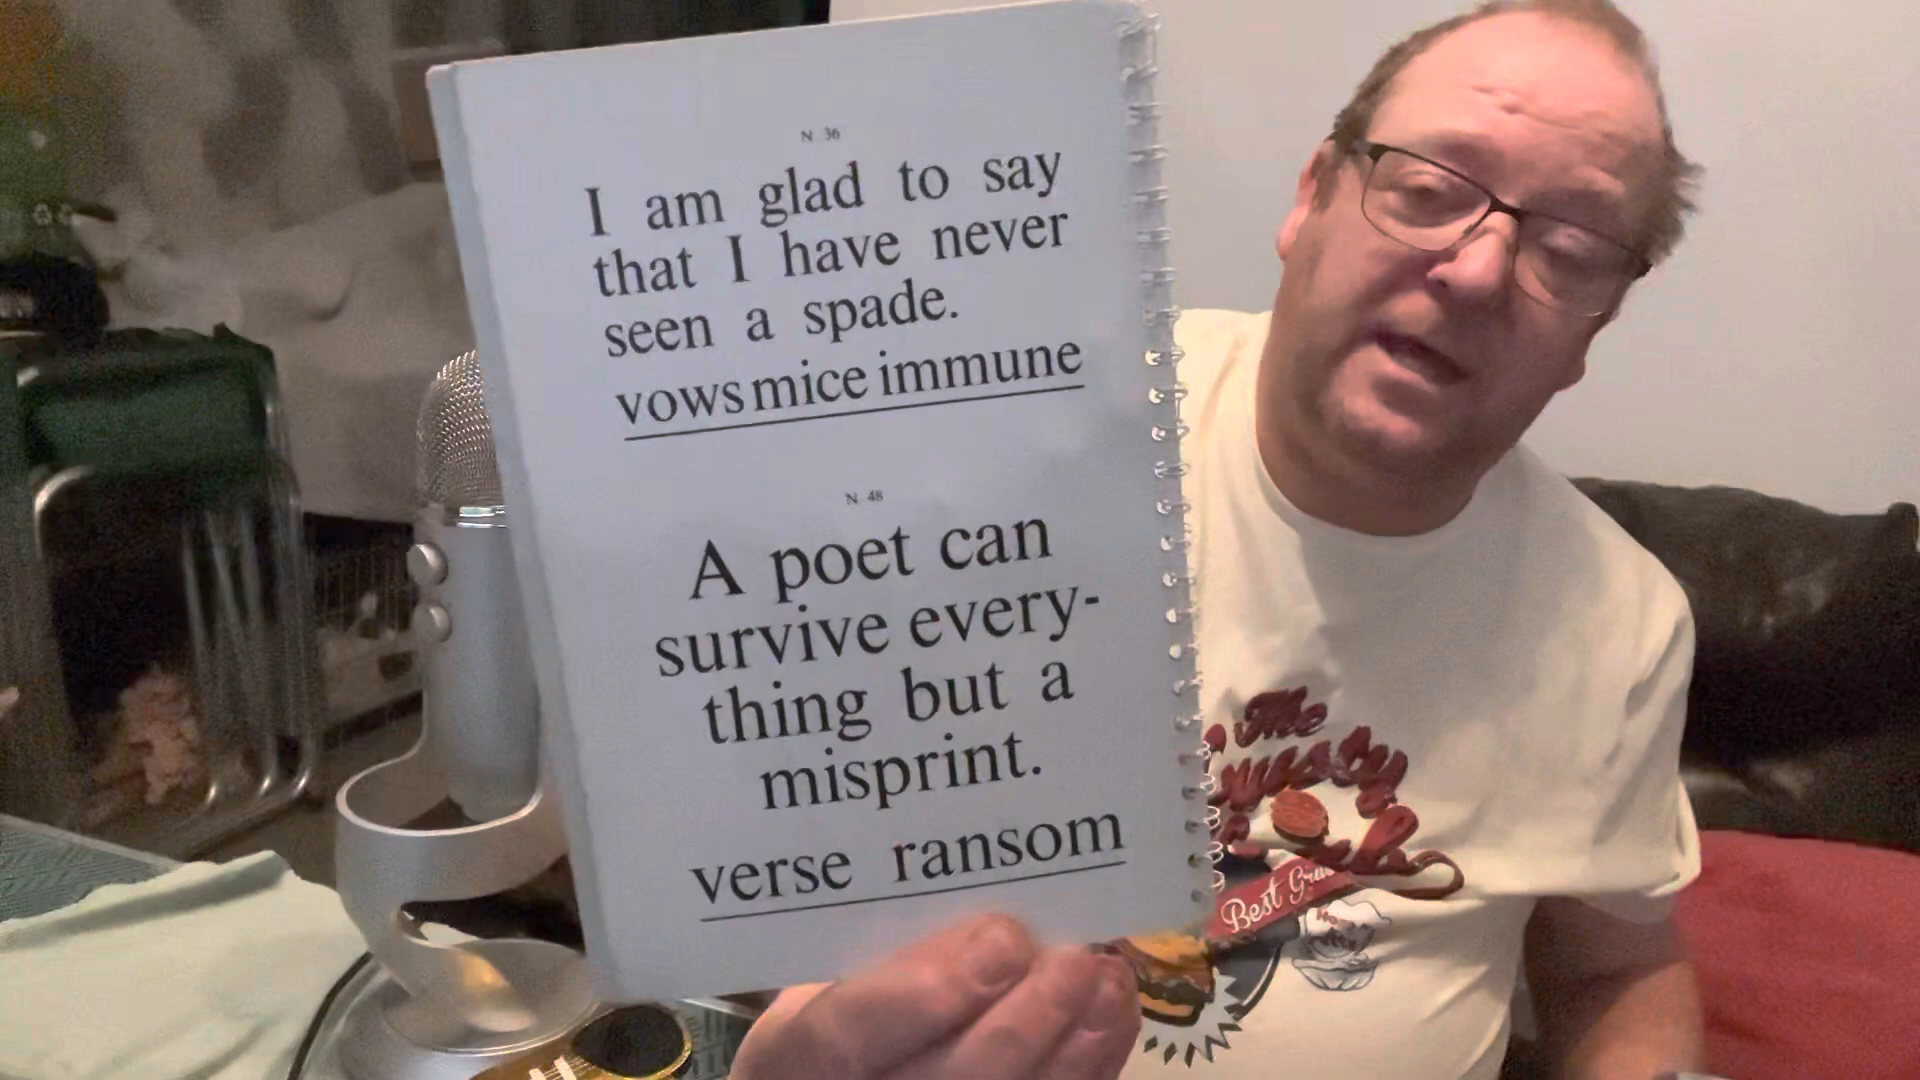 N 36
I am glad to say
that I have never
seen a spade.
vows mice immune
N 48
A poet can
survive every-
thing but a
misprint.
verse ransom
The
Best